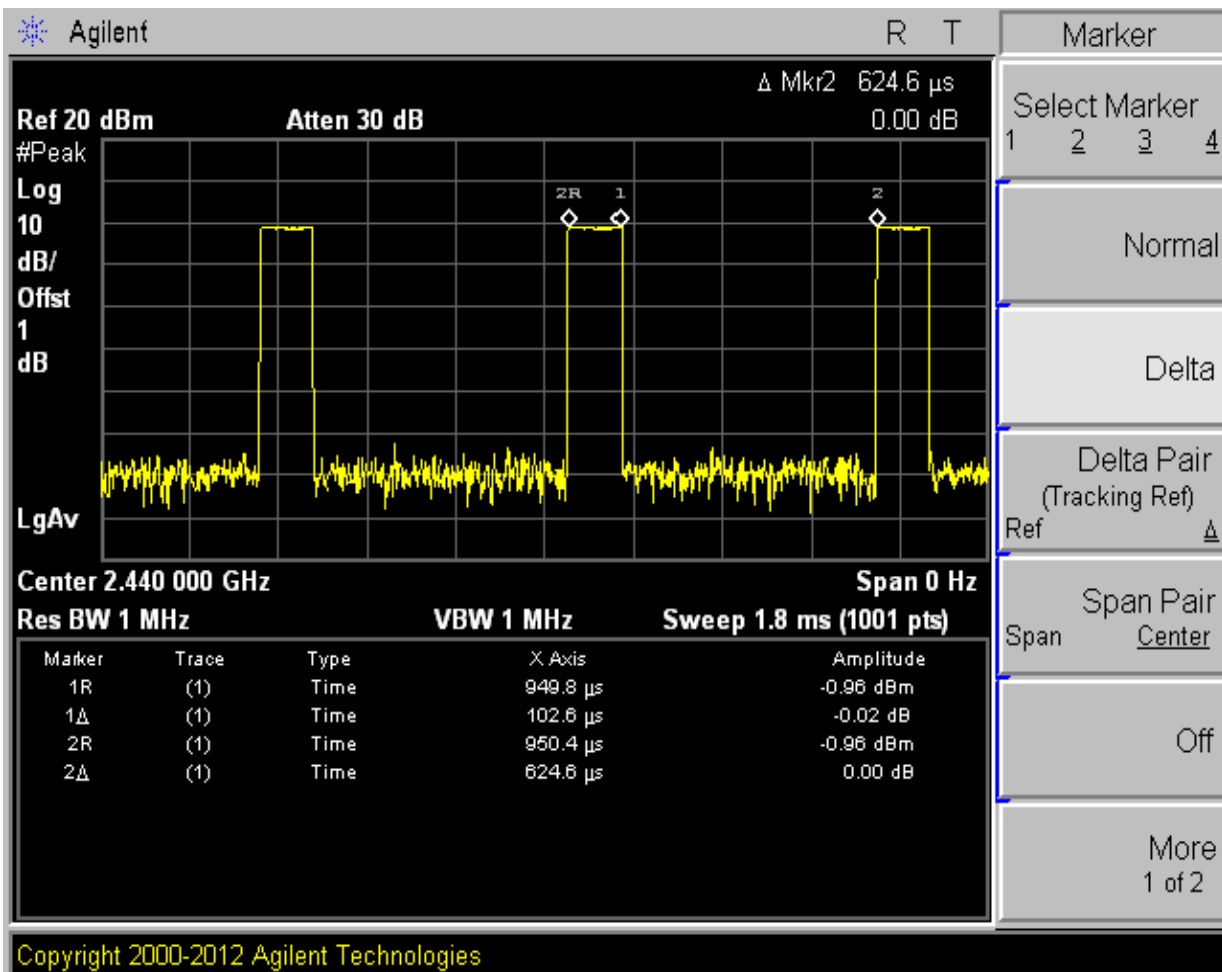 Agilent R T
Δ Mkr2 624.6 µs
Ref 20 dBm Atten 30 dB 0.00 dB
#Peak
Log
10
dB/
Offst
1
dB
2R 1 2
LgAv
Center 2.440 000 GHz Span 0 Hz
Res BW 1 MHz VBW 1 MHz Sweep 1.8 ms (1001 pts)
Marker Trace Type X Axis Amplitude
1R (1) Time 949.8 µs -0.96 dBm
1Δ (1) Time 102.6 µs -0.02 dB
2R (1) Time 950.4 µs -0.96 dBm
2Δ (1) Time 624.6 µs 0.00 dB
Marker
Select Marker
1 2 3 4
Normal
Delta
Delta Pair
(Tracking Ref)
Ref Δ
Span Pair
Span Center
Off
More
1 of 2
Copyright 2000-2012 Agilent Technologies